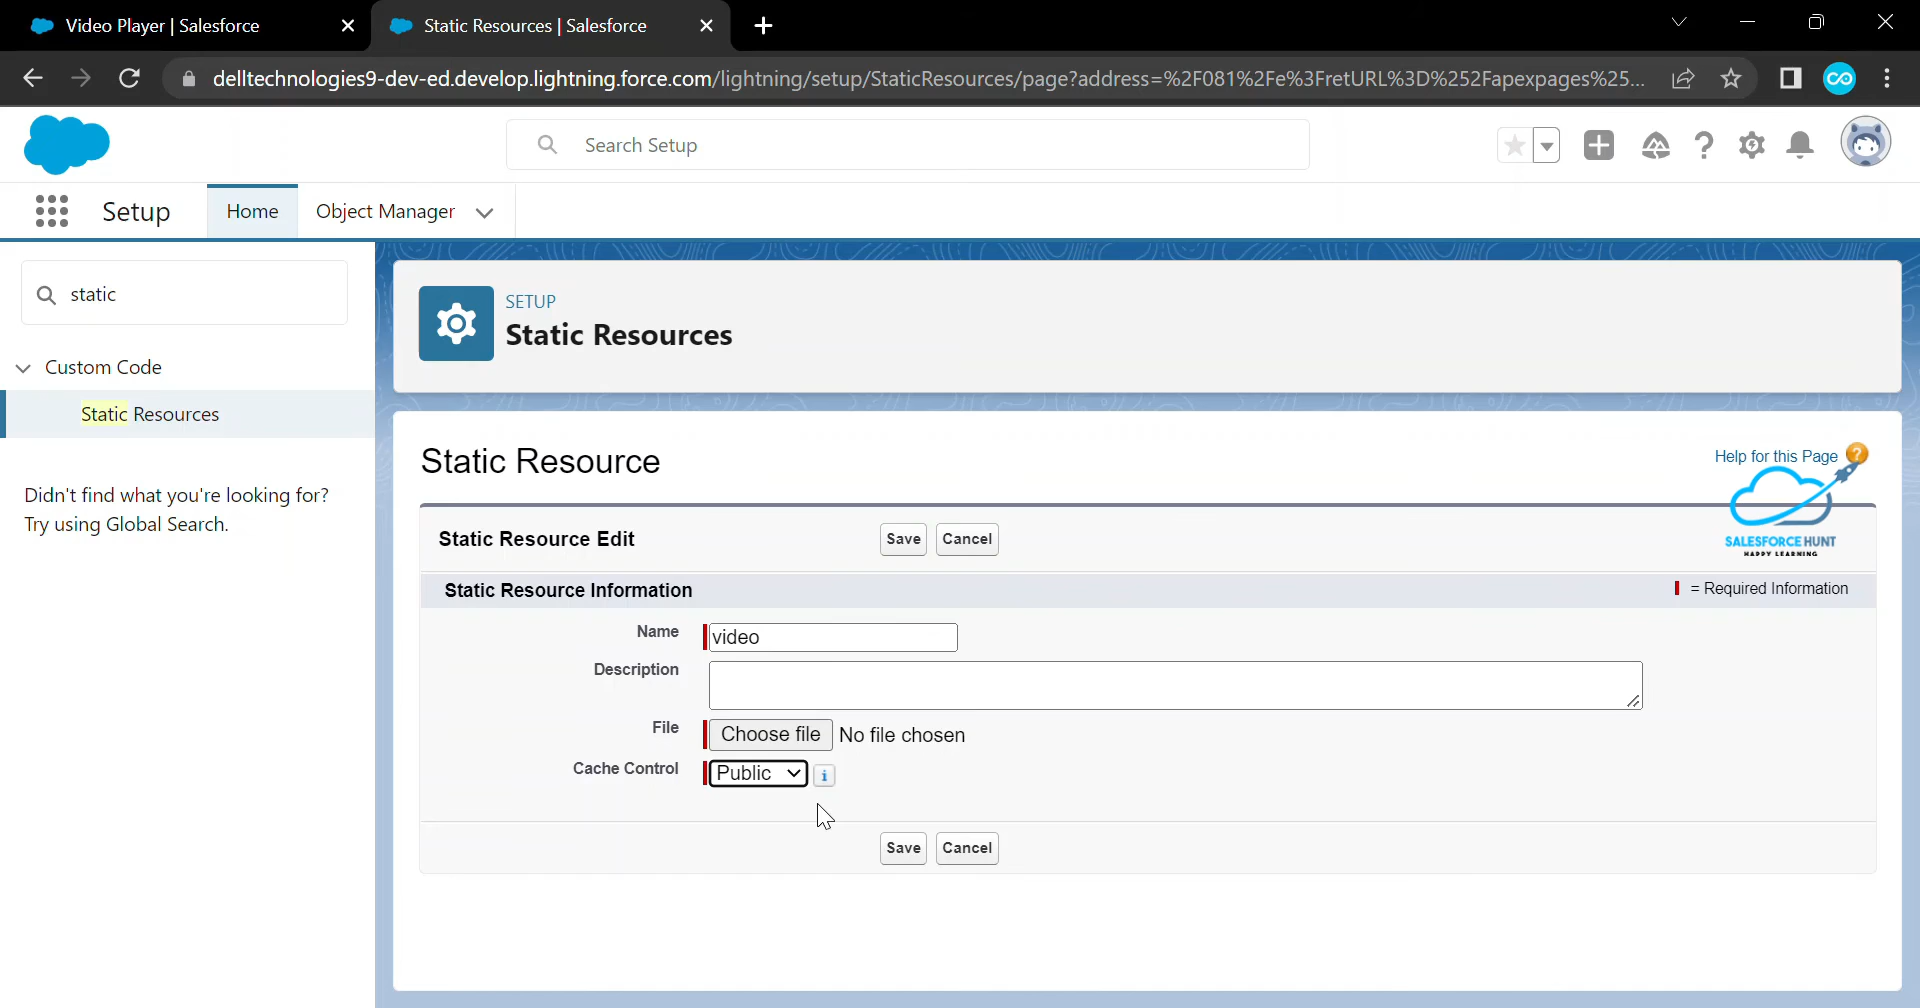 Video Player | Salesforce
Static Resources | Salesforce
delltechnologies9-dev-ed.develop.lightning.force.com/lightning/setup/StaticResources/page?address=%2F081%2Fe%3FretURL%3D%252Fapexpages%25...
Search Setup
Setup
Home
Object Manager
static
Custom Code
Static Resources
Didn't find what you're looking for?
Try using Global Search.
SETUP
Static Resources
Static Resource
Help for this Page ?
SALESFORCE HUNT
HAPPY LEARNING
Static Resource Edit
Save
Cancel
Static Resource Information
= Required Information
Name
video
Description
File
Choose file No file chosen
Cache Control
Public
i
Save
Cancel